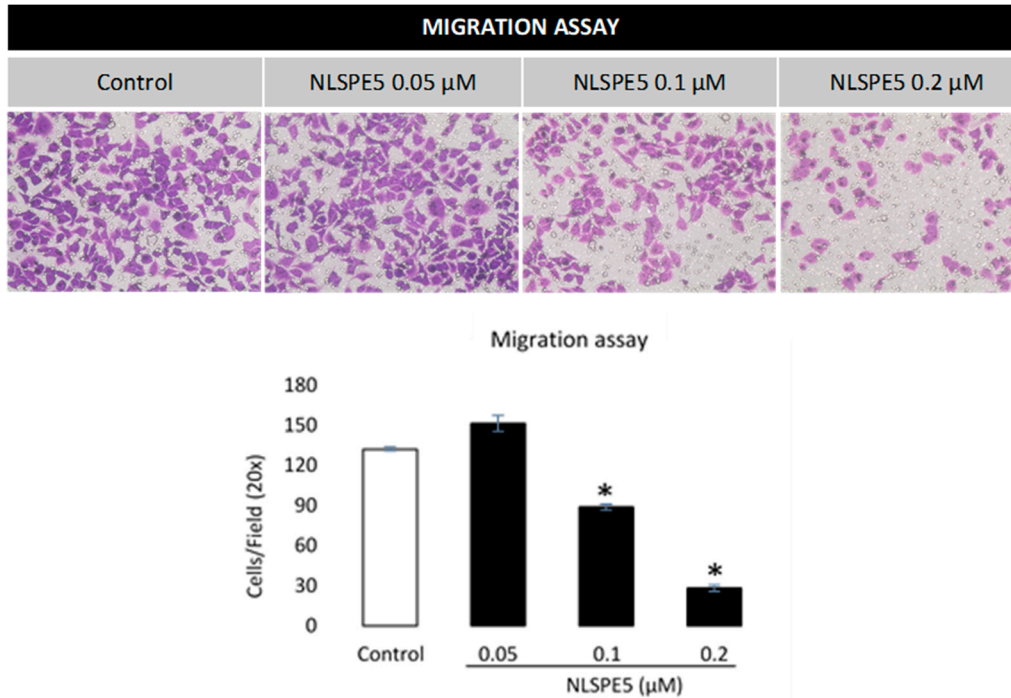 MIGRATION ASSAY
Control NLSPE5 0.05 µM NLSPE5 0.1 µM NLSPE5 0.2 µM
Migration assay
Cells/Field (20x)
180
150
120
90
60
30
0
*
*
Control 0.05 0.1 0.2
NLSPE5 (µM)